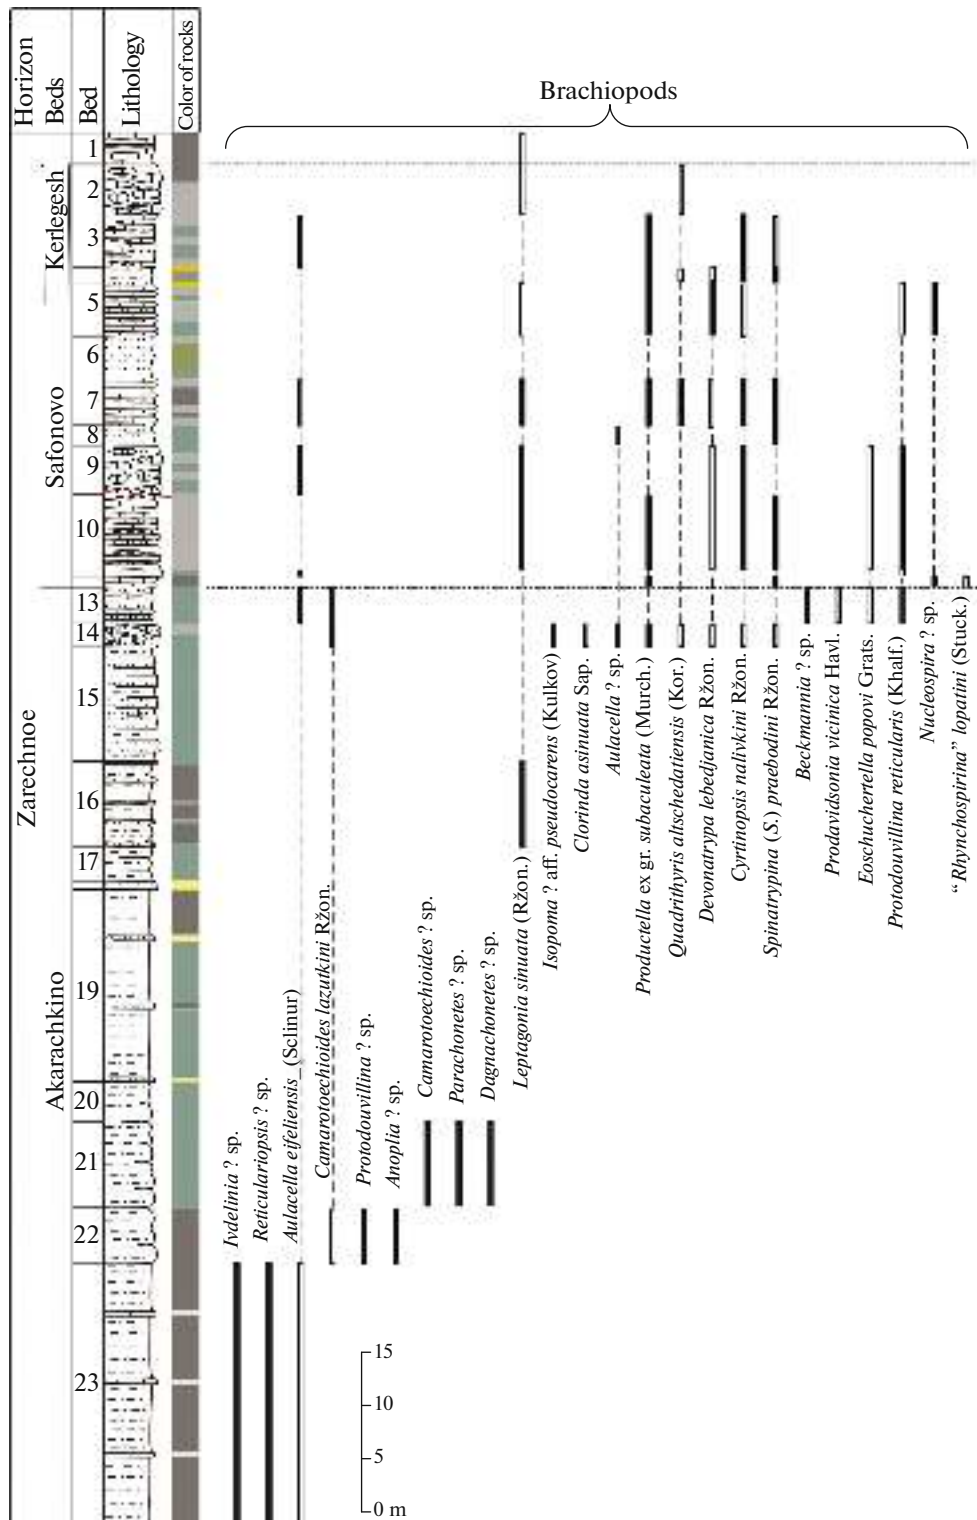 Horizon
Beds
Bed
Lithology
Color of rocks
Brachiopods
Zarechnoe
Kerlegesh
Safonovo
Akarachkino
1
2
3
5
6
7
8
9
10
13
14
15
16
17
19
20
21
22
23
Ivdelinia ? sp.
Reticulariopsis ? sp.
Aulacella eifeliensis (Sclinur)
Camarotoechioides lazutkini Ržon.
Protodouvillina ? sp.
Anoplia ? sp.
Camarotoechioides ? sp.
Parachonetes ? sp.
Dagnachonetes ? sp.
Leptagonia sinuata (Ržon.)
Isopoma ? aff. pseudocarens (Kulkov)
Clorinda asinuata Sap.
Aulacella ? sp.
Productella ex gr. subaculeata (Murch.)
Quadrithyris altschedatiensis (Kor.)
Devonatrypa lebedjanica Ržon.
Cyrtinopsis nalivkini Ržon.
Spinatrypina (S.) praebodini Ržon.
Beckmannia ? sp.
Prodavidsonia vicinica Havl.
Eoschuchertella popovi Grats.
Protodouvillina reticularis (Khalf.)
Nucleospira ? sp.
“Rhynchospirina” lopatini (Stuck.)
15
10
5
0 m